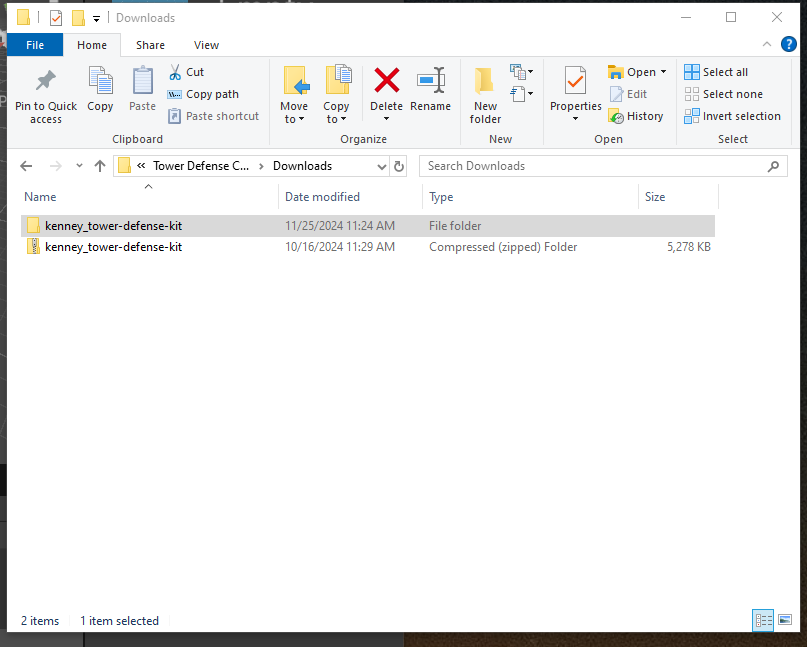 Downloads
File Home Share View
Pin to Quick access
Copy
Paste
Cut
Copy path
Paste shortcut
Clipboard
Move to
Copy to
Delete
Rename
Organize
New folder
New
Properties
Open
Edit
History
Open
Select all
Select none
Invert selection
Select
« Tower Defense C... › Downloads
Search Downloads
Name Date modified Type Size
kenney_tower-defense-kit 11/25/2024 11:24 AM File folder
kenney_tower-defense-kit 10/16/2024 11:29 AM Compressed (zipped) Folder 5,278 KB
2 items 1 item selected